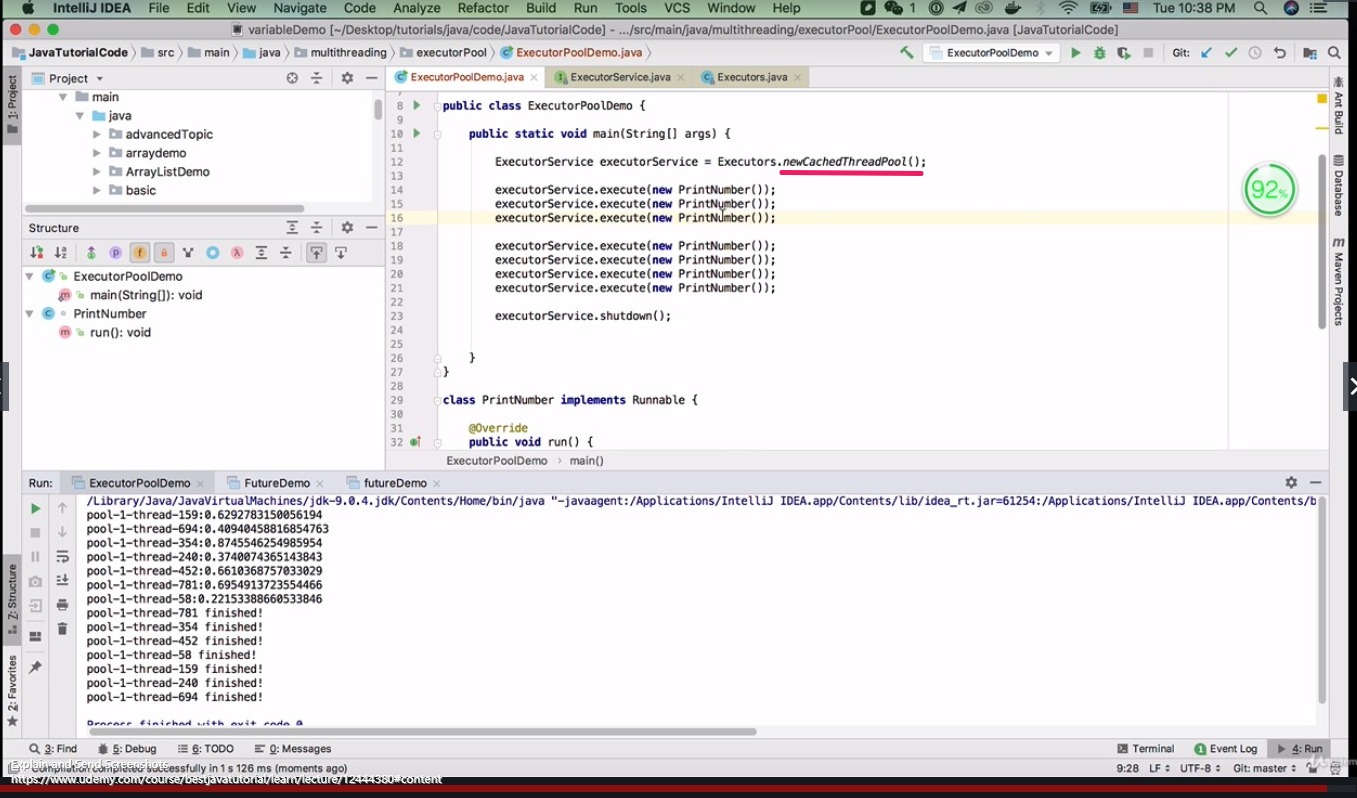 IntelliJ IDEA File Edit View Navigate Code Analyze Refactor Build Run Tools VCS Window Help 1 Tue 10:38 PM
variableDemo [~/Desktop/tutorials/java/code/JavaTutorialCode] - .../src/main/java/multithreading/executorPool/ExecutorPoolDemo.java [JavaTutorialCode]
JavaTutorialCode src main java multithreading executorPool ExecutorPoolDemo.java ExecutorPoolDemo Git:
1: Project
Project
ExecutorPoolDemo.java ExecutorService.java Executors.java
Ant Build
Database
Maven Projects
main
java
advancedTopic
arraydemo
ArrayListDemo
basic
Structure
ExecutorPoolDemo
main(String[]): void
PrintNumber
run(): void
7
8 public class ExecutorPoolDemo {
9
10 public static void main(String[] args) {
11
12 ExecutorService executorService = Executors.newCachedThreadPool();
13
14 executorService.execute(new PrintNumber());
15 executorService.execute(new PrintNumber());
16 executorService.execute(new PrintNumber());
17
18 executorService.execute(new PrintNumber());
19 executorService.execute(new PrintNumber());
20 executorService.execute(new PrintNumber());
21 executorService.execute(new PrintNumber());
22
23 executorService.shutdown();
24
25
26 }
27 }
28
29 class PrintNumber implements Runnable {
30
31 @Override
32 public void run() {
ExecutorPoolDemo main()
92%
Run: ExecutorPoolDemo FutureDemo futureDemo
/Library/Java/JavaVirtualMachines/jdk-9.0.4.jdk/Contents/Home/bin/java "-javaagent:/Applications/IntelliJ IDEA.app/Contents/lib/idea_rt.jar=61254:/Applications/IntelliJ IDEA.app/Contents/b
pool-1-thread-159:0.6292783150056194
pool-1-thread-694:0.40940458816854763
pool-1-thread-354:0.8745546254985954
pool-1-thread-240:0.3740074365143843
pool-1-thread-452:0.6610368757033029
pool-1-thread-781:0.6954913723554466
pool-1-thread-58:0.22153388660533846
pool-1-thread-781 finished!
pool-1-thread-354 finished!
pool-1-thread-452 finished!
pool-1-thread-58 finished!
pool-1-thread-159 finished!
pool-1-thread-240 finished!
pool-1-thread-694 finished!
Process finished with exit code 0
Z: Structure
2: Favorites
3: Find 5: Debug 6: TODO 0: Messages Terminal 1 Event Log 4: Run
Explain and Send Screenshots
Compilation completed successfully in 1 s 126 ms (moments ago) 9:28 LF UTF-8 Git: master
https://www.udemy.com/course/bestjavatutorial/learn/lecture/12444380#content